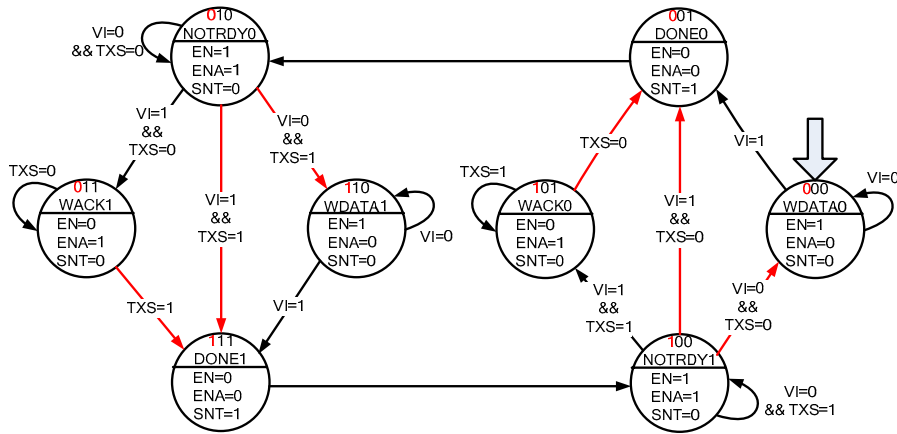 010
NOTRDY0
EN=1
ENA=1
SNT=0
VI=0
&& TXS=0
001
DONE0
EN=0
ENA=0
SNT=1
VI=1
&&
TXS=0
VI=0
&&
TXS=1
TXS=0
VI=1
TXS=0
011
WACK1
EN=0
ENA=1
SNT=0
VI=1
&&
TXS=1
110
WDATA1
EN=1
ENA=0
SNT=0
VI=0
TXS=1
101
WACK0
EN=0
ENA=1
SNT=0
VI=1
&&
TXS=0
000
WDATA0
EN=1
ENA=0
SNT=0
VI=0
TXS=1
VI=1
VI=1
&&
TXS=1
VI=0
&&
TXS=0
111
DONE1
EN=0
ENA=0
SNT=1
100
NOTRDY1
EN=1
ENA=1
SNT=0
VI=0
&& TXS=1